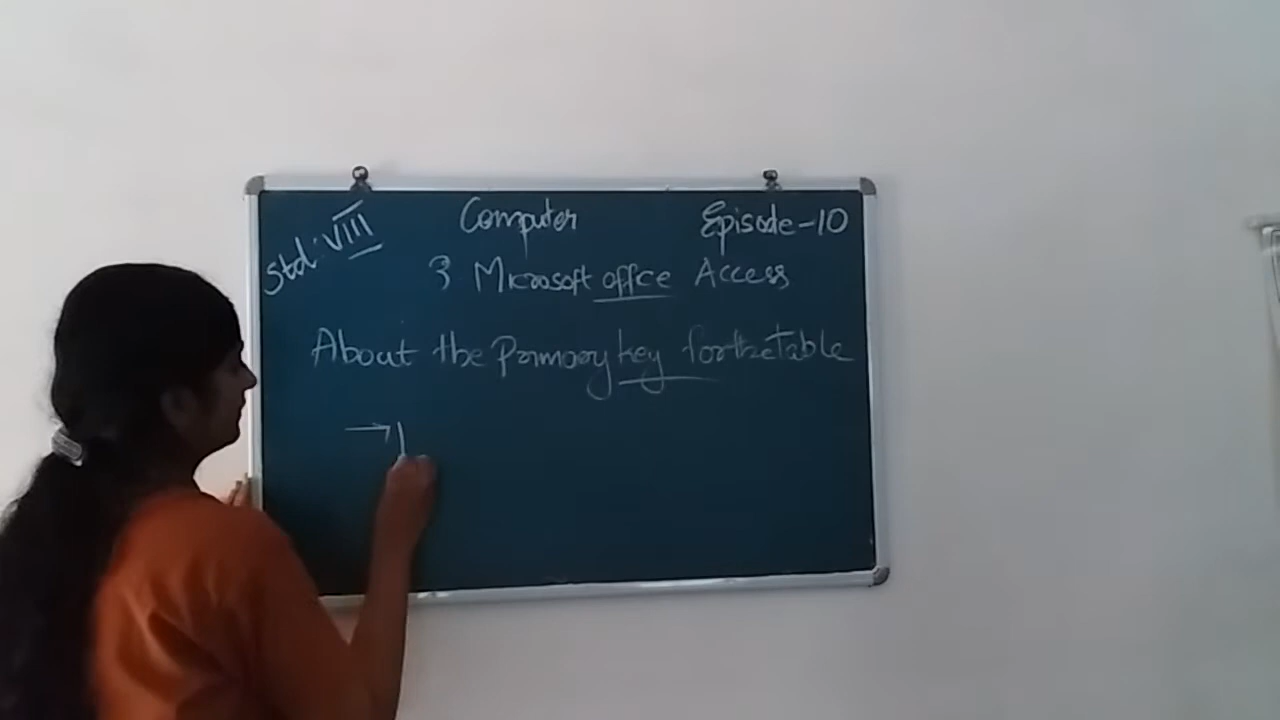 Std: VIII Computer Episode-10
3 Microsoft office Access
About the Primary key for the Table